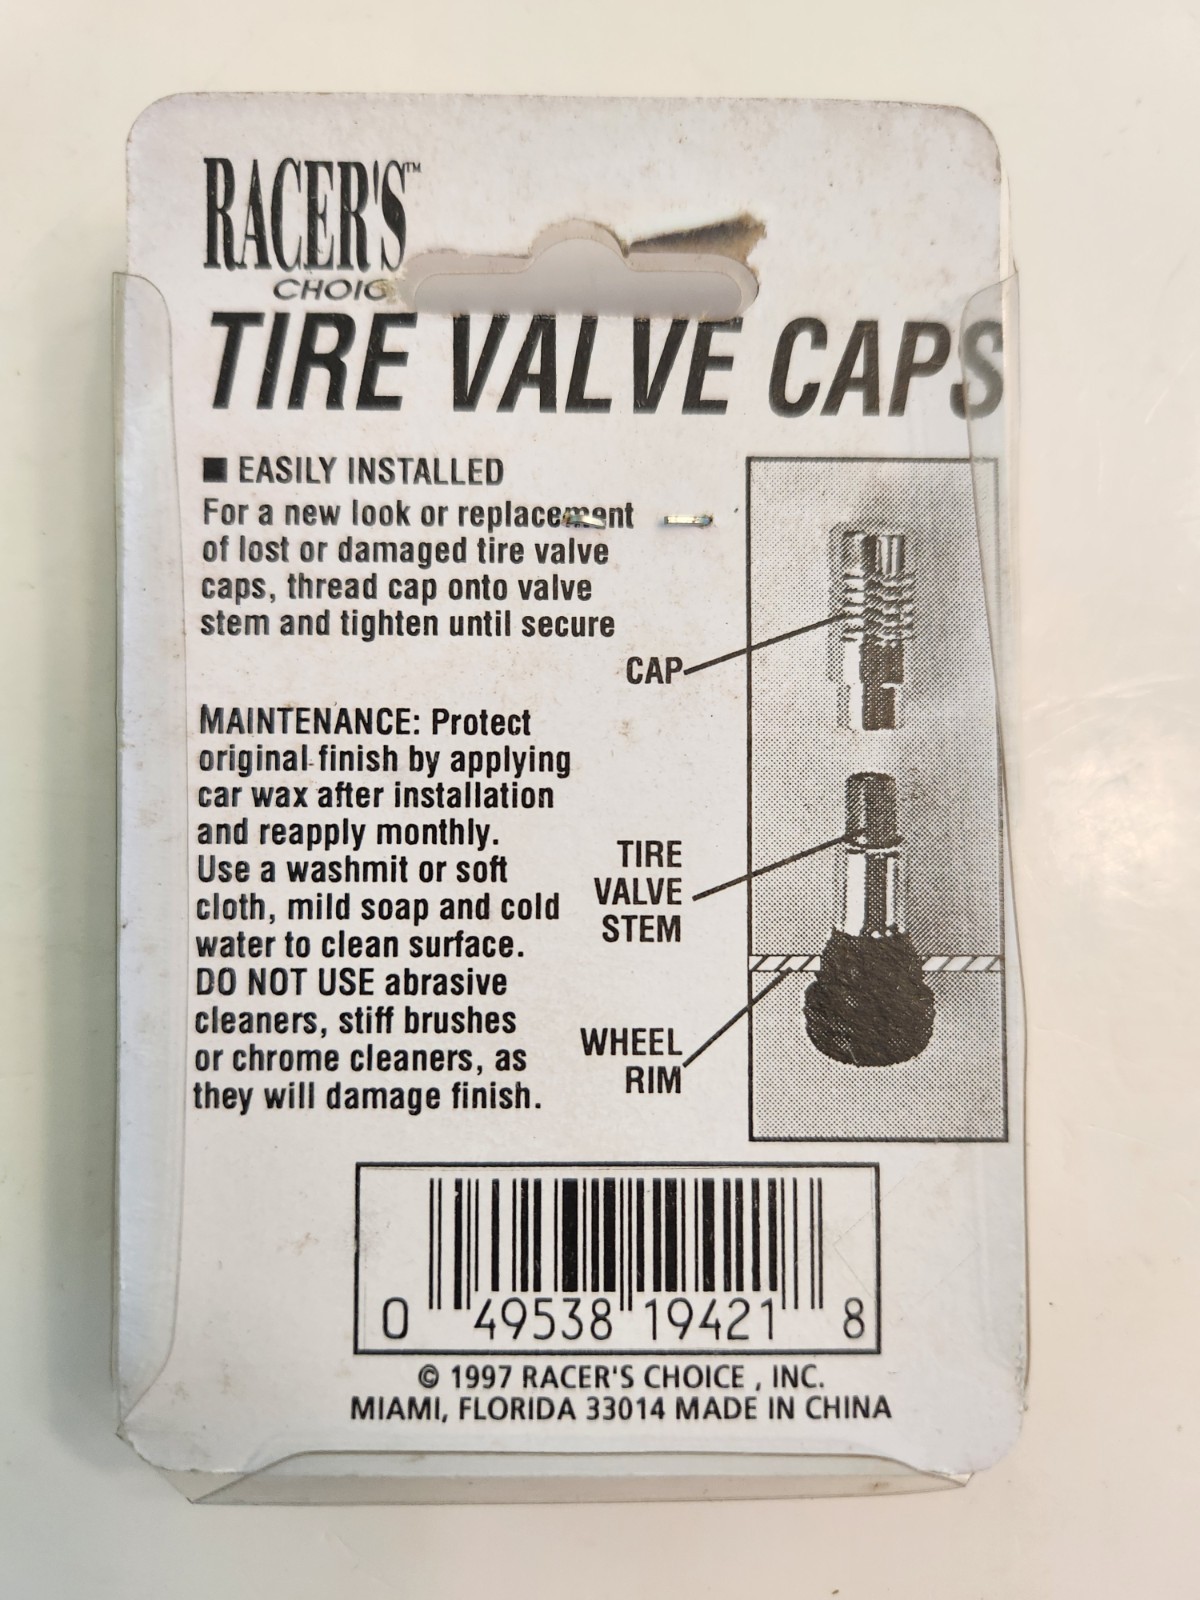 RACER'S™
CHOIC
TIRE VALVE CAPS
■ EASILY INSTALLED
For a new look or replacement
of lost or damaged tire valve
caps, thread cap onto valve
stem and tighten until secure
CAP
MAINTENANCE: Protect
original finish by applying
car wax after installation
and reapply monthly.
Use a washmit or soft
cloth, mild soap and cold
water to clean surface.
DO NOT USE abrasive
cleaners, stiff brushes
or chrome cleaners, as
they will damage finish.
TIRE
VALVE
STEM
WHEEL
RIM
0 49538 19421 8
© 1997 RACER'S CHOICE , INC.
MIAMI, FLORIDA 33014 MADE IN CHINA